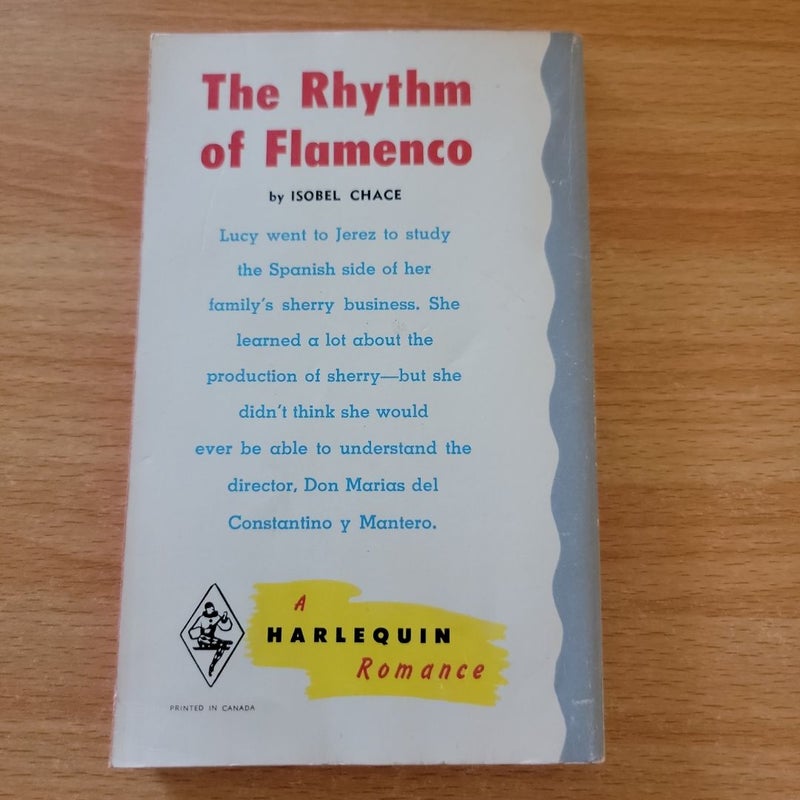 The Rhythm
of Flamenco
by ISOBEL CHACE
Lucy went to Jerez to study
the Spanish side of her
family's sherry business. She
learned a lot about the
production of sherry—but she
didn't think she would
ever be able to understand the
director, Don Marias del
Constantino y Mantero.
A
HARLEQUIN
Romance
PRINTED IN CANADA